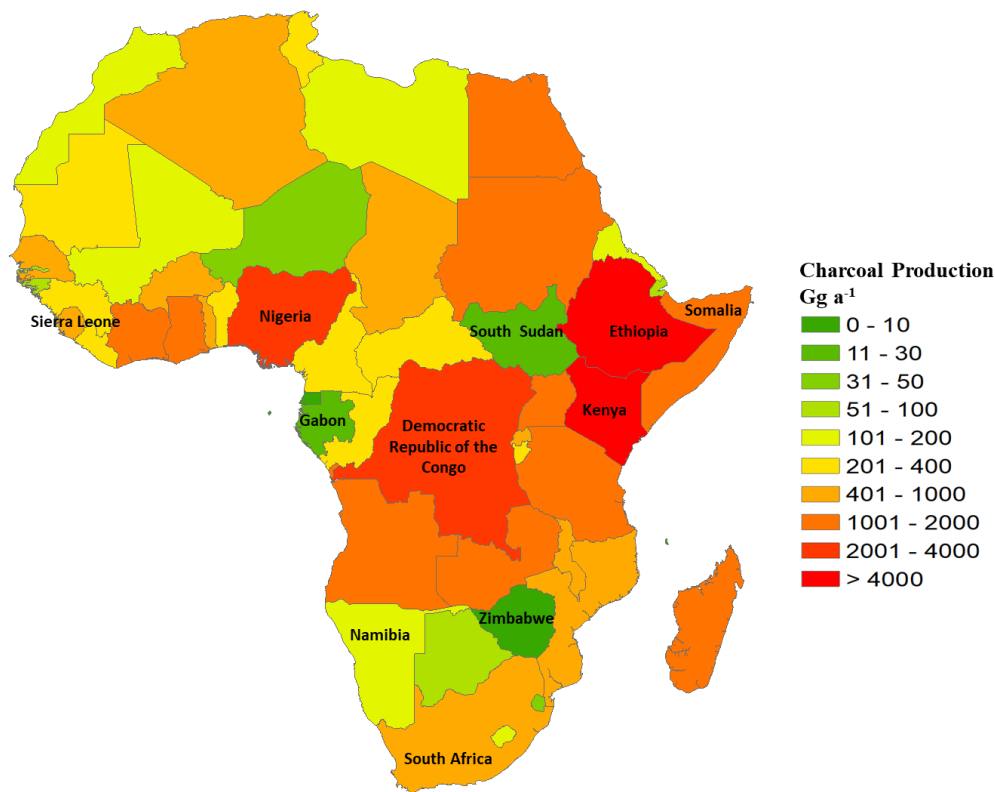 Charcoal Production
Gg a-1
0 - 10
11 - 30
31 - 50
51 - 100
101 - 200
201 - 400
401 - 1000
1001 - 2000
2001 - 4000
> 4000
Somalia
Nigeria
Sierra Leone
South Sudan
Ethiopia
Kenya
Gabon
Democratic
Republic of the
Congo
Zimbabwe
Namibia
South Africa